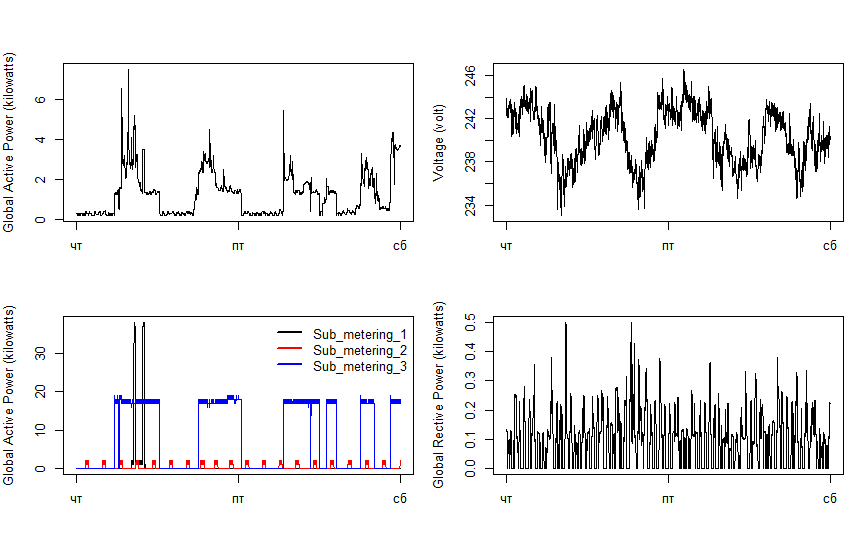 Global Active Power (kilowatts)
0 2 4 6
чт пт сб
Voltage (volt)
234 238 242 246
чт пт сб
Global Active Power (kilowatts)
0 10 20 30
Sub_metering_1
Sub_metering_2
Sub_metering_3
чт пт сб
Global Rective Power (kilowatts)
0.0 0.1 0.2 0.3 0.4 0.5
чт пт сб